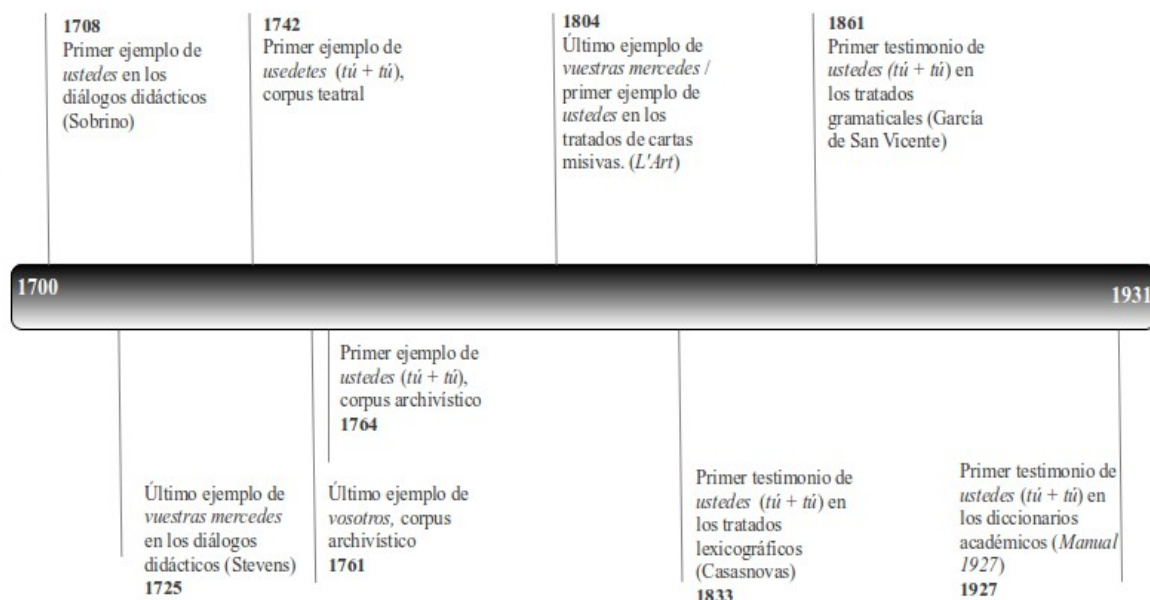 1708
Primer ejemplo de
ustedes en los
diálogos didácticos
(Sobrino)
1742
Primer ejemplo de
usedetes (tú + tú),
corpus teatral
1804
Último ejemplo de
vuestras mercedes /
primer ejemplo de
ustedes en los
tratados de cartas
misivas. (L'Art)
1861
Primer testimonio de
ustedes (tú + tú) en
los tratados
gramaticales (García
de San Vicente)
1700
1931
Primer ejemplo de
ustedes (tú + tú),
corpus archivístico
1764
Último ejemplo de
vuestras mercedes
en los diálogos
didácticos (Stevens)
1725
Último ejemplo de
vosotros, corpus
archivístico
1761
Primer testimonio de
ustedes (tú + tú) en
los tratados
lexicográficos
(Casasnovas)
1833
Primer testimonio de
ustedes (tú + tú) en
los diccionarios
académicos (Manual
1927)
1927